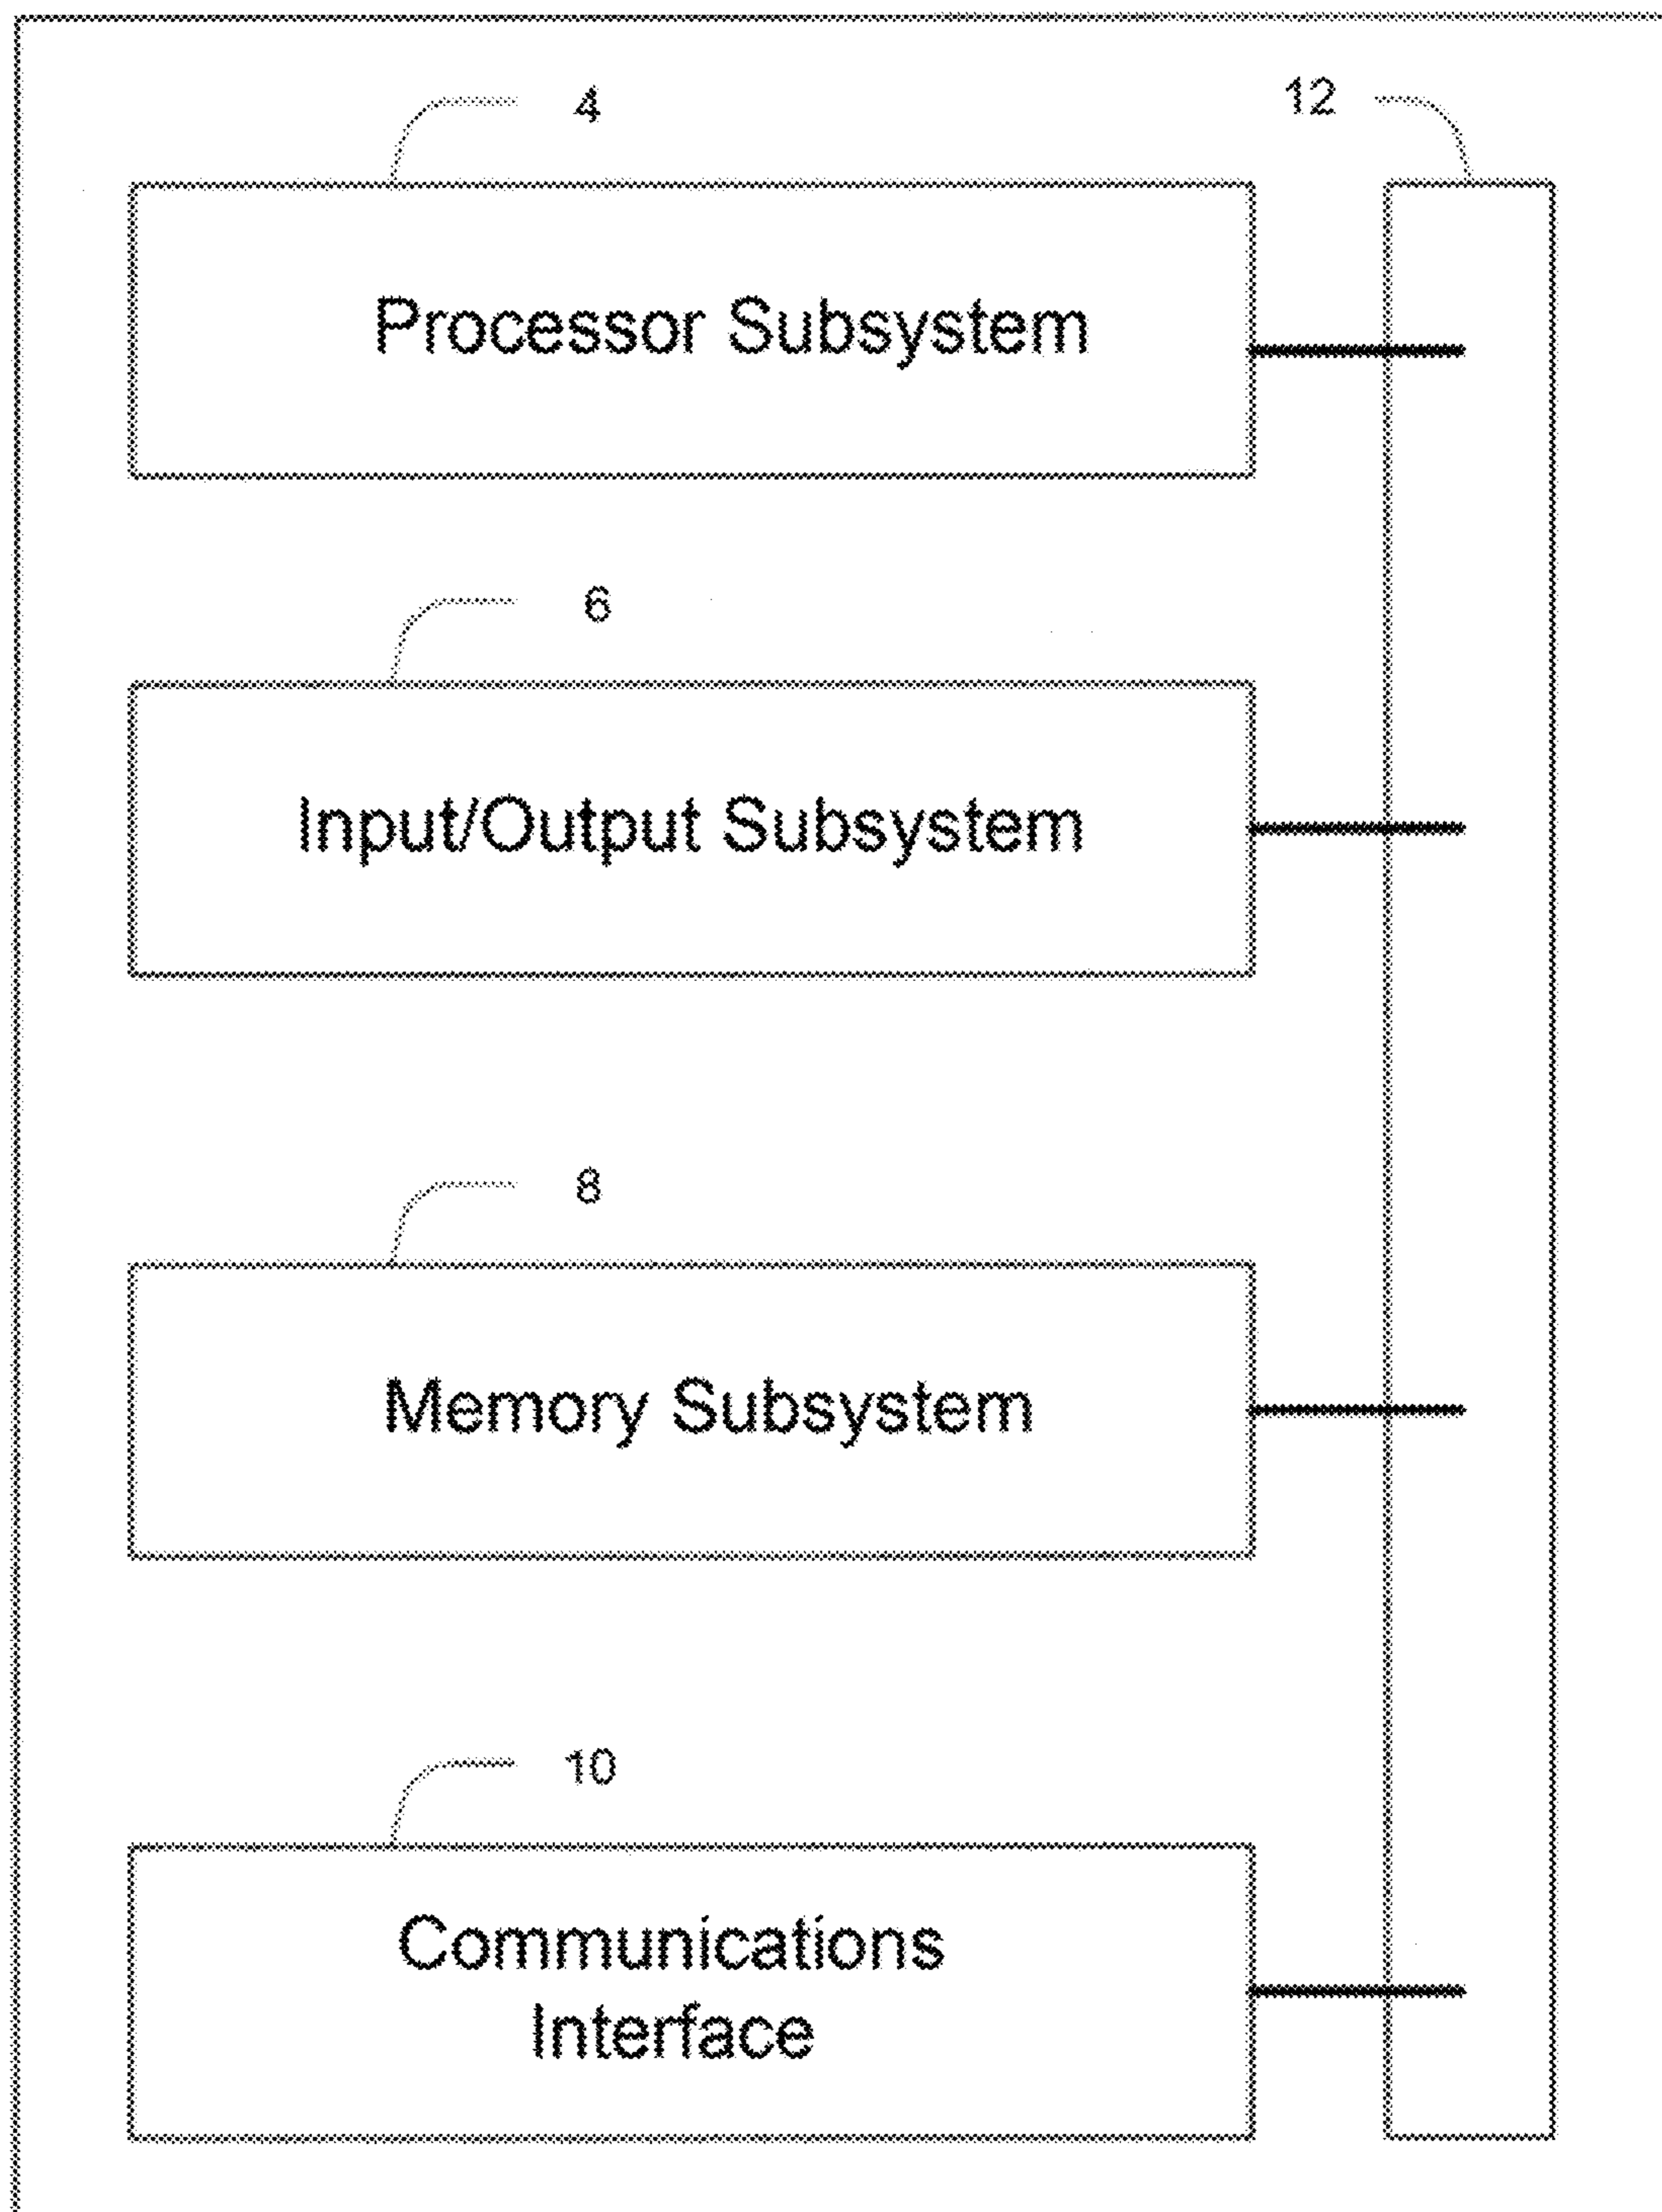 4
12
Processor Subsystem
6
Input/Output Subsystem
8
Memory Subsystem
10
Communications
Interface